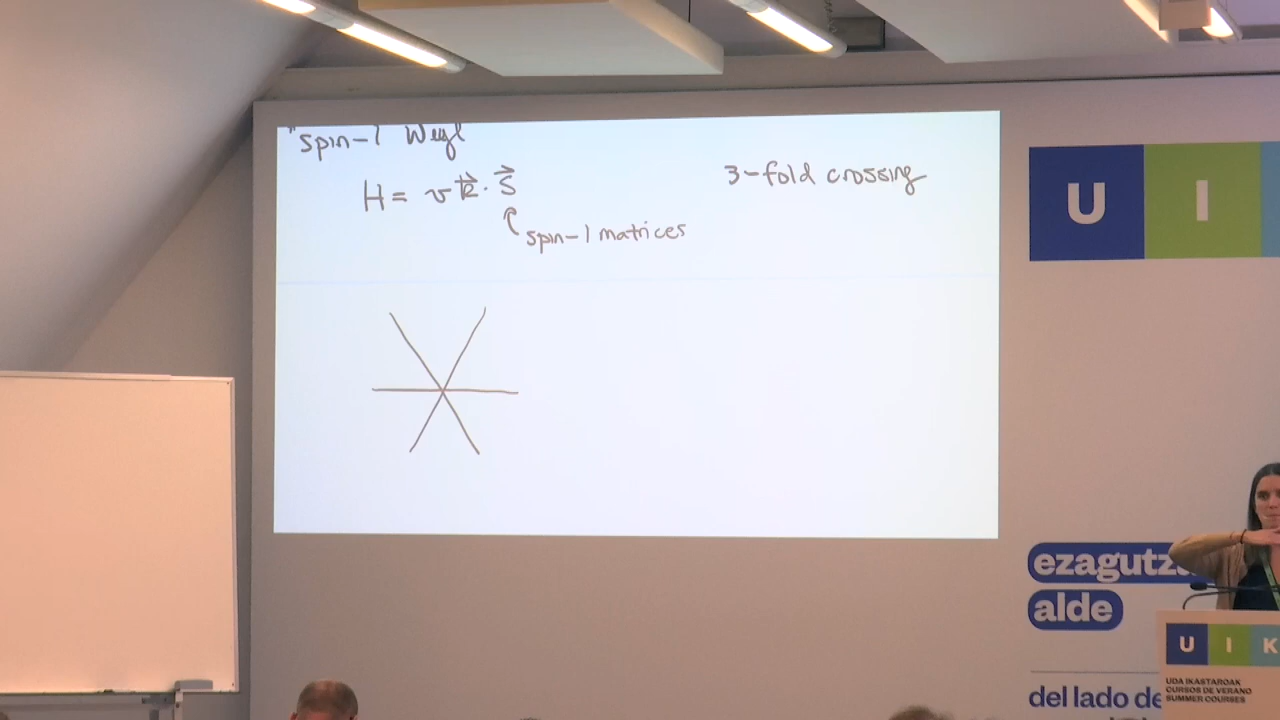 "spin-1 Weyl
H = v k⃗ · S⃗
3-fold crossing
spin-1 matrices
U I
ezagutz
alde
U I K
UDA IKASTAROAK
CURSOS DE VERANO
SUMMER COURSES
del lado de